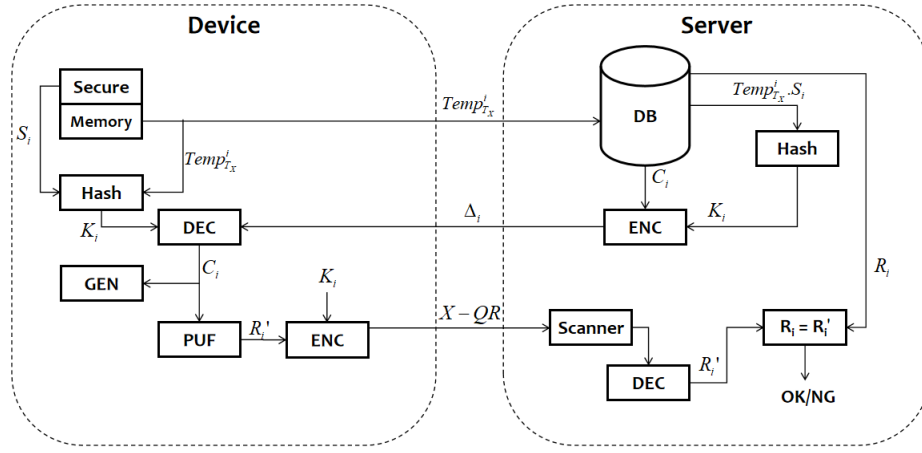 Device
Server
Secure
Memory
S_i
Temp^i_{T_X}
Hash
K_i
DEC
C_i
GEN
PUF
R_i'
K_i
ENC
Temp^i_{T_X}
Δ_i
X − QR
DB
Temp^i_{T_X}.S_i
Hash
C_i
K_i
ENC
R_i
Scanner
DEC
R_i'
R_i = R_i'
OK/NG